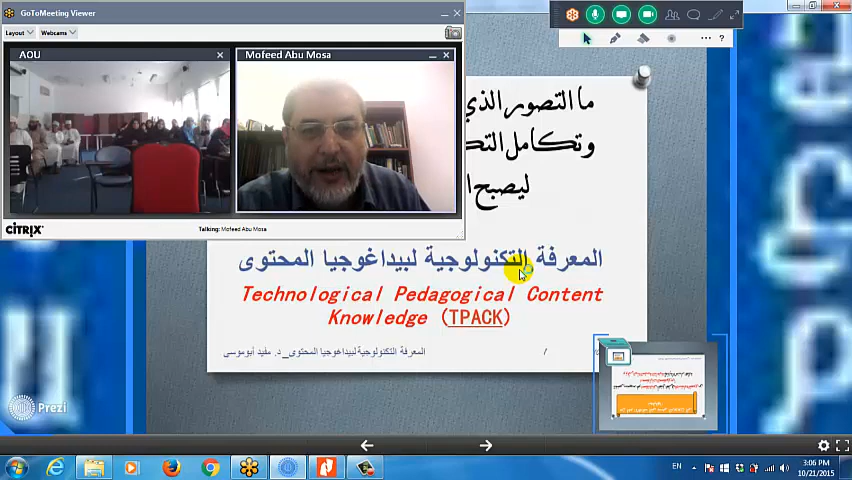 GoToMeeting Viewer
Layout
Webcams
AOU
Mofeed Abu Mosa
CITRIX
Talking: Mofeed Abu Mosa
ما التصور الذي
وتكامل التك
ليصبح ا
المعرفة التكنولوجية لبيداغوجيا المحتوى
Technological Pedagogical Content
Knowledge (TPACK)
المعرفة التكنولوجية لبيداغوجيا المحتوى_د. مفيد أبوموسى
/
Prezi
EN
3:06 PM
10/21/2015